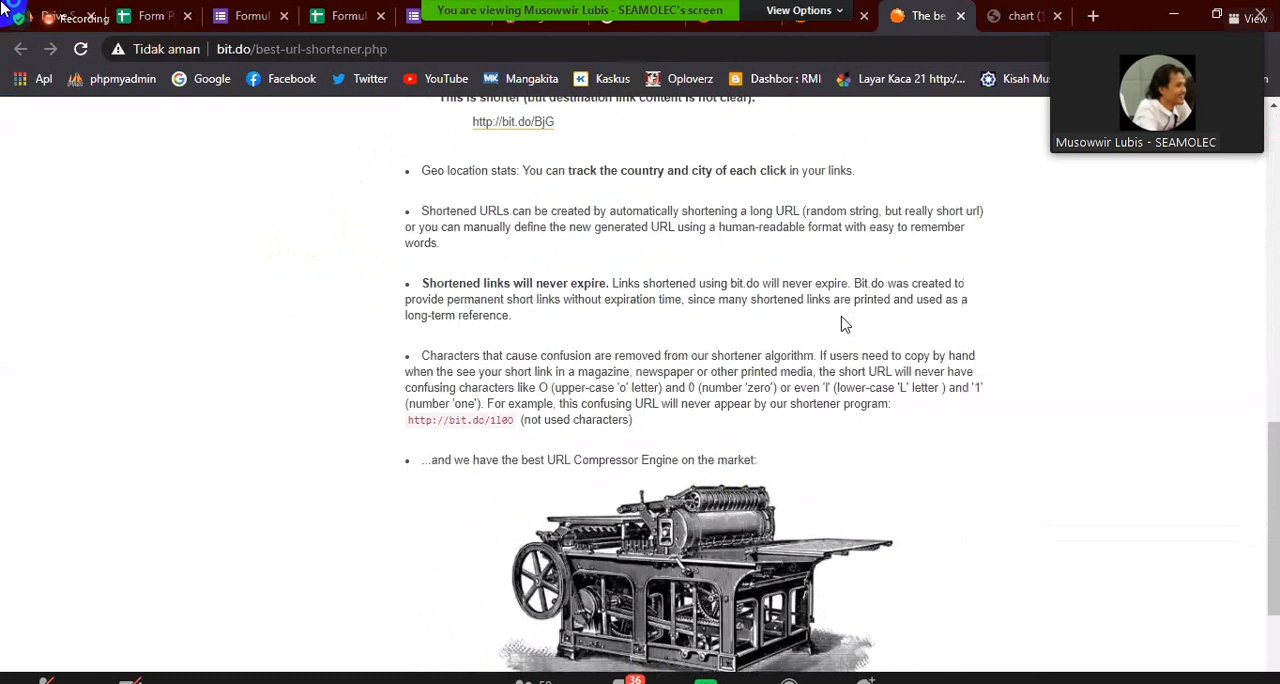 Recording
Form P
Formul
Formul
You are viewing Musowwir Lubis - SEAMOLEC's screen
View Options
The be
chart (
View
Tidak aman
bit.do/best-url-shortener.php
Apl
phpmyadmin
Google
Facebook
Twitter
YouTube
MK
Mangakita
K
Kaskus
Oploverz
Dashbor : RMI
Layar Kaca 21 http:/...
Kisah Mu
Musowwir Lubis - SEAMOLEC
This is shorter (but destination link content is not clear):
http://bit.do/BjG
• Geo location stats: You can track the country and city of each click in your links.
• Shortened URLs can be created by automatically shortening a long URL (random string, but really short url)
or you can manually define the new generated URL using a human-readable format with easy to remember
words.
• Shortened links will never expire. Links shortened using bit.do will never expire. Bit.do was created to
provide permanent short links without expiration time, since many shortened links are printed and used as a
long-term reference.
• Characters that cause confusion are removed from our shortener algorithm. If users need to copy by hand
when the see your short link in a magazine, newspaper or other printed media, the short URL will never have
confusing characters like O (upper-case 'o' letter) and 0 (number 'zero') or even 'l' (lower-case 'L' letter ) and '1'
(number 'one'). For example, this confusing URL will never appear by our shortener program:
http://bit.do/1l0O (not used characters)
• ...and we have the best URL Compressor Engine on the market:
36